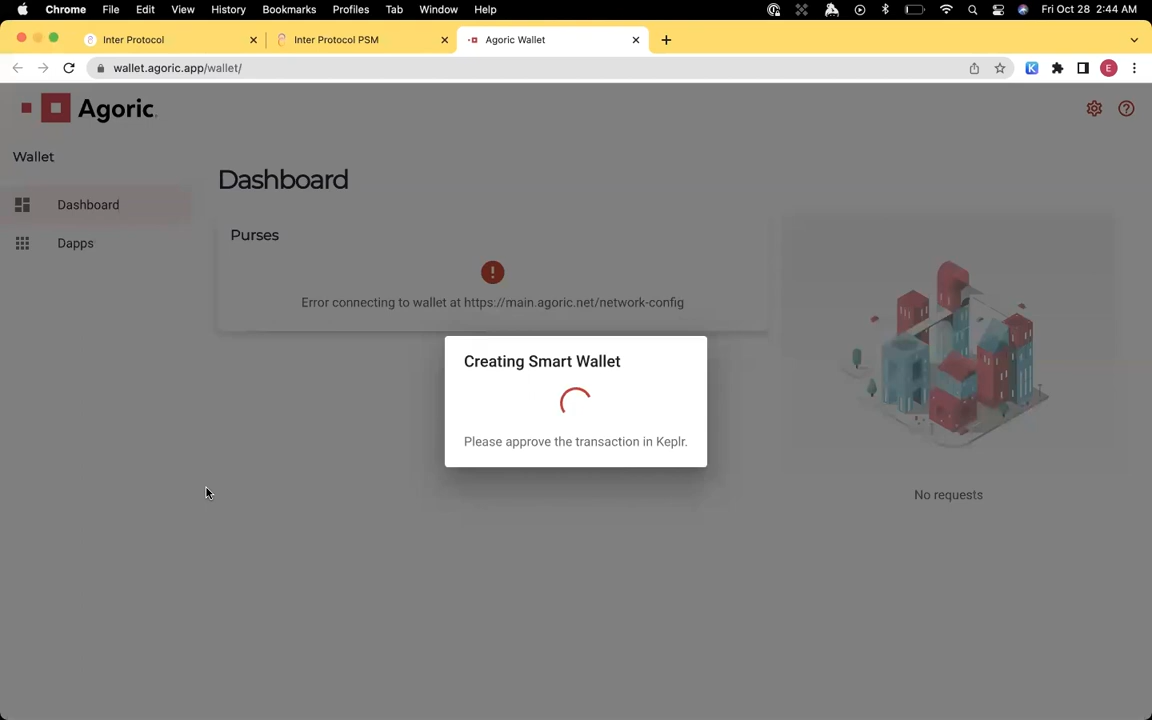 Chrome File Edit View History Bookmarks Profiles Tab Window Help Fri Oct 28 2:44 AM
Inter Protocol Inter Protocol PSM Agoric Wallet
wallet.agoric.app/wallet/ E
Agoric
Wallet
Dashboard
Dashboard
Purses
Dapps
Error connecting to wallet at https://main.agoric.net/network-config
Creating Smart Wallet
Please approve the transaction in Keplr.
No requests